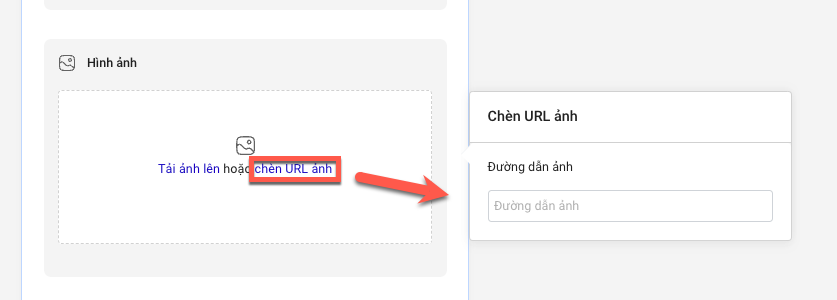 Hình ảnh
Tải ảnh lên hoặc chèn URL ảnh
Chèn URL ảnh
Đường dẫn ảnh
Đường dẫn ảnh